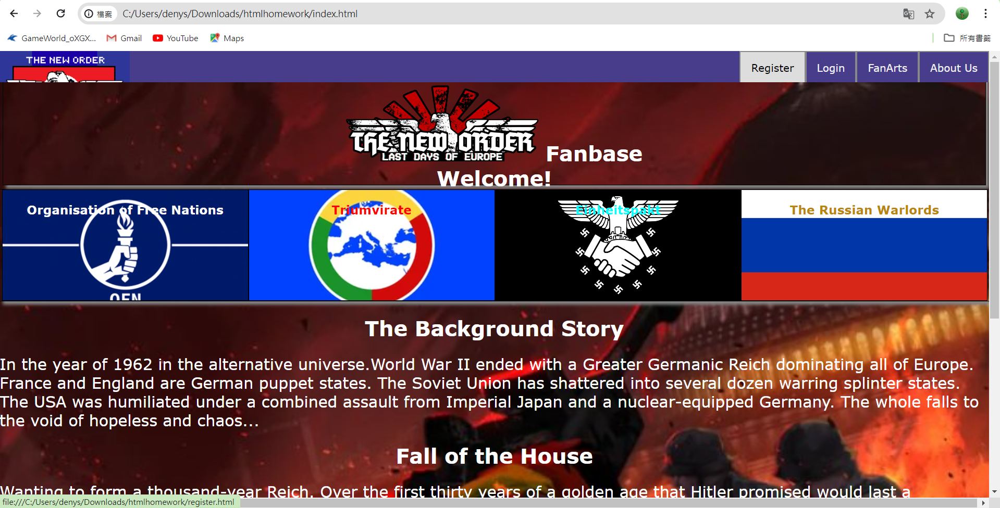 檔案 C:/Users/denys/Downloads/htmlhomework/index.html
GameWorld_oXGX... Gmail YouTube Maps 所有書籤
THE NEW ORDER
Register Login FanArts About Us
THE NEW ORDER
LAST DAYS OF EUROPE
Fanbase
Welcome!
Organisation of Free Nations
OFN
Triumvirate
Einheitspakt
The Russian Warlords
The Background Story
In the year of 1962 in the alternative universe.World War II ended with a Greater Germanic Reich dominating all of Europe.
France and England are German puppet states. The Soviet Union has shattered into several dozen warring splinter states.
The USA was humiliated under a combined assault from Imperial Japan and a nuclear-equipped Germany. The whole falls to
the void of hopeless and chaos...
Fall of the House
Wanting to form a thousand-year Reich. Over the first thirty years of a golden age that Hitler promised would last a
file:///C:/Users/denys/Downloads/htmlhomework/register.html